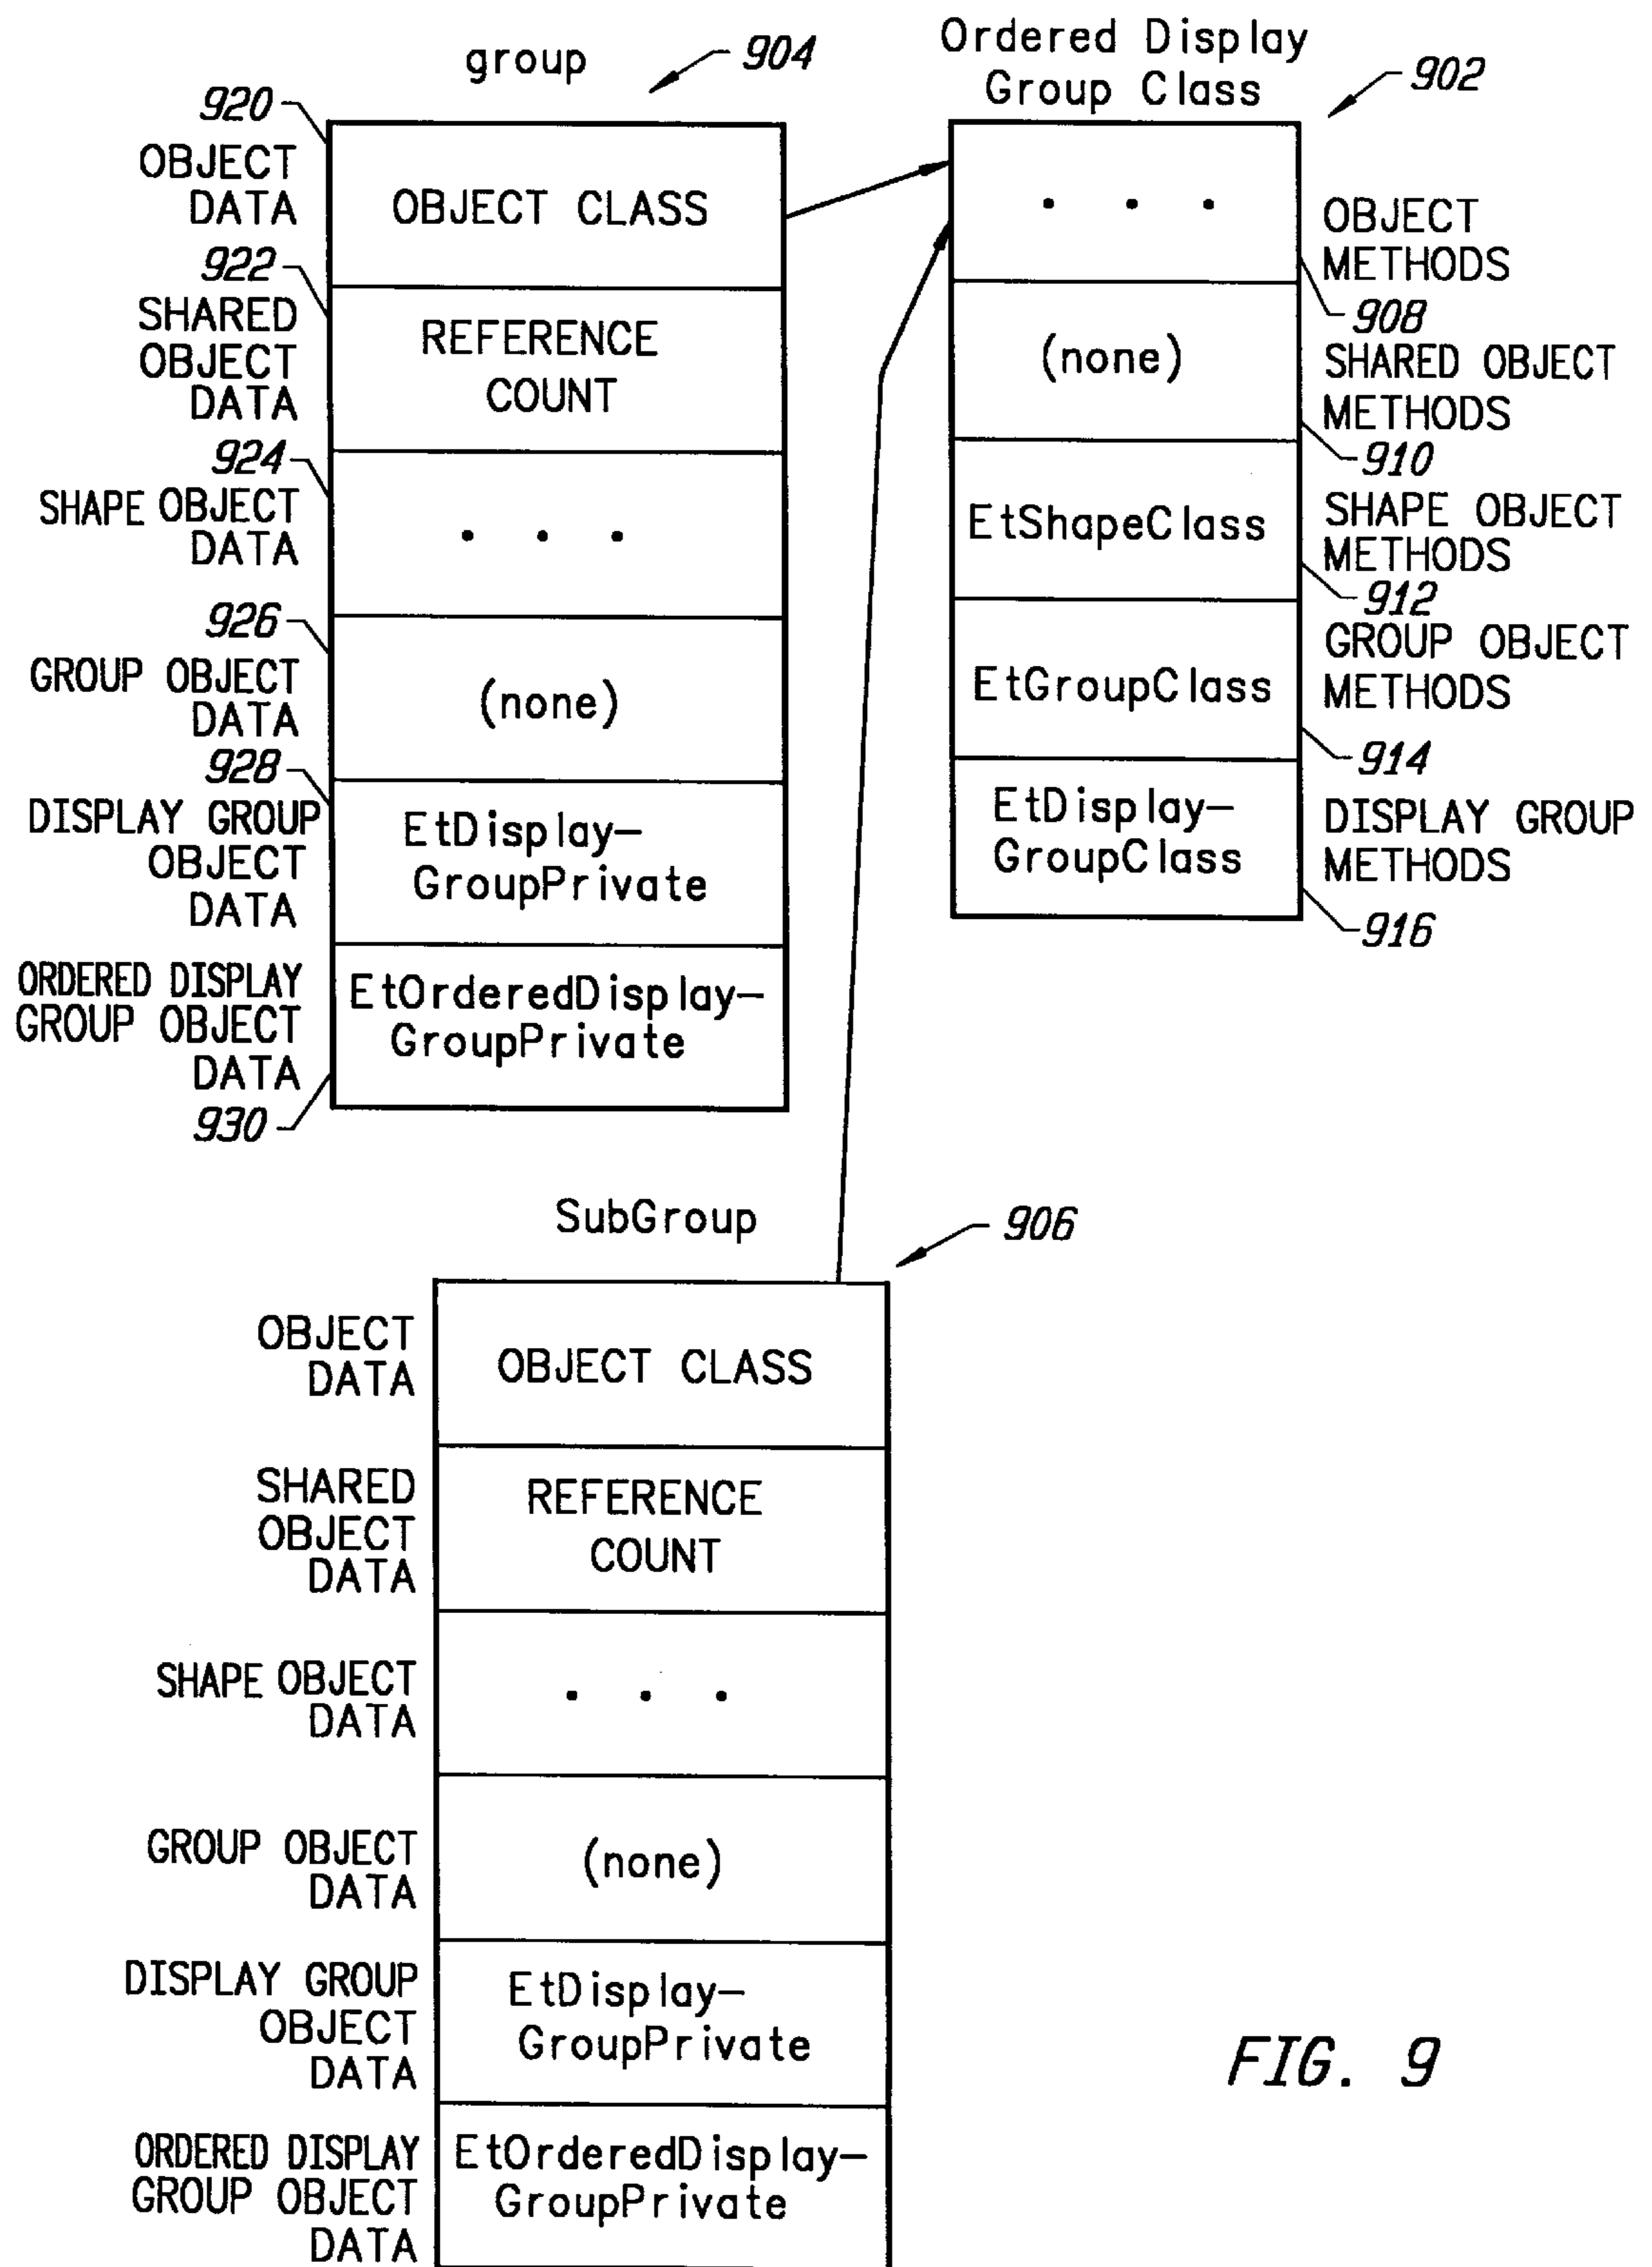 group
904
920
OBJECT
DATA
OBJECT CLASS
922
SHARED
OBJECT
DATA
REFERENCE
COUNT
924
SHAPE OBJECT
DATA
. . .
926
GROUP OBJECT
DATA
(none)
928
DISPLAY GROUP
OBJECT
DATA
EtDisplay-
GroupPrivate
ORDERED DISPLAY
GROUP OBJECT
DATA
EtOrderedDisplay-
GroupPrivate
930
Ordered Display
Group Class
902
. . .
OBJECT
METHODS
908
(none)
SHARED OBJECT
METHODS
910
EtShapeClass
SHAPE OBJECT
METHODS
912
EtGroupClass
GROUP OBJECT
METHODS
914
EtDisplay-
GroupClass
DISPLAY GROUP
METHODS
916
SubGroup
906
OBJECT
DATA
OBJECT CLASS
SHARED
OBJECT
DATA
REFERENCE
COUNT
SHAPE OBJECT
DATA
. . .
GROUP OBJECT
DATA
(none)
DISPLAY GROUP
OBJECT
DATA
EtDisplay-
GroupPrivate
ORDERED DISPLAY
GROUP OBJECT
DATA
EtOrderedDisplay-
GroupPrivate
FIG. 9